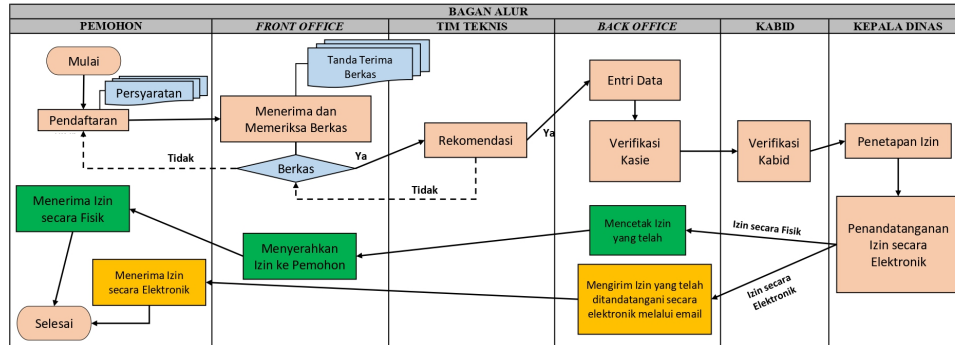 BAGAN ALUR
PEMOHON
FRONT OFFICE
TIM TEKNIS
BACK OFFICE
KABID
KEPALA DINAS
Mulai
Persyaratan
Pendaftaran
Tanda Terima
Berkas
Menerima dan
Memeriksa Berkas
Berkas
Tidak
Ya
Rekomendasi
Tidak
Ya
Entri Data
Verifikasi
Kasie
Verifikasi
Kabid
Penetapan Izin
Penandatanganan
Izin secara
Elektronik
Izin secara Fisik
Mencetak Izin
yang telah
Menyerahkan
Izin ke Pemohon
Menerima Izin
secara Fisik
Izin secara
Elektronik
Mengirim Izin yang telah
ditandatangani secara
elektronik melalui email
Menerima Izin
secara Elektronik
Selesai